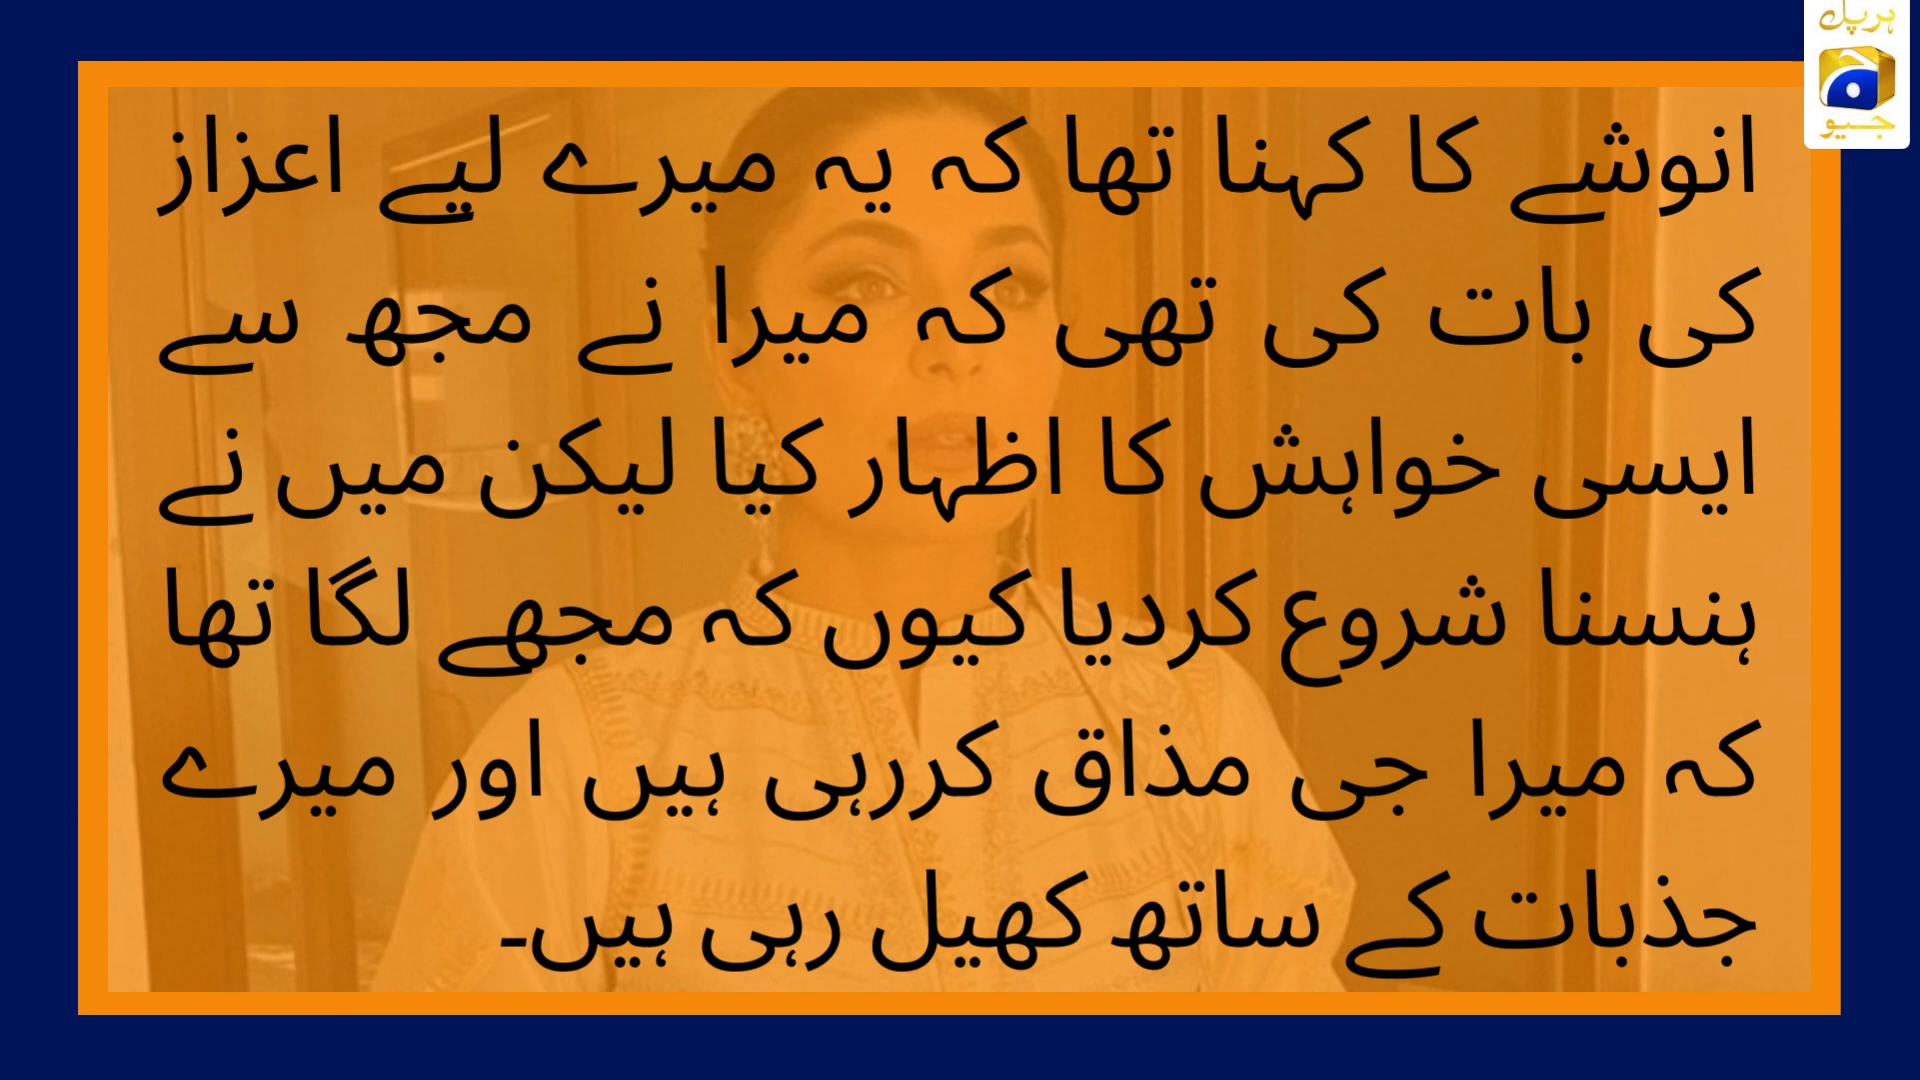 ہر پل
جیو
انوشے کا کہنا تھا کہ یہ میرے لیے اعزاز
کی بات کی تھی کہ میرا نے مجھ سے
ایسی خواہش کا اظہار کیا لیکن میں نے
ہنسنا شروع کردیا کیوں کہ مجھے لگا تھا
کہ میرا جی مذاق کررہی ہیں اور میرے
جذبات کے ساتھ کھیل رہی ہیں۔